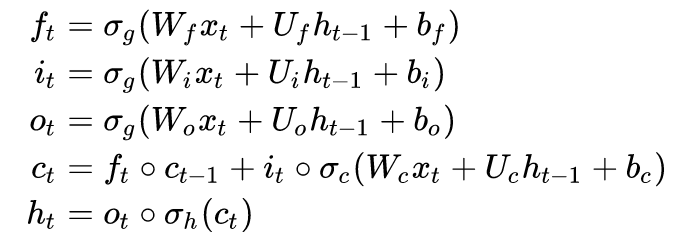 f_t = σ_g(W_f x_t + U_f h_{t−1} + b_f)
i_t = σ_g(W_i x_t + U_i h_{t−1} + b_i)
o_t = σ_g(W_o x_t + U_o h_{t−1} + b_o)
c_t = f_t ∘ c_{t−1} + i_t ∘ σ_c(W_c x_t + U_c h_{t−1} + b_c)
h_t = o_t ∘ σ_h(c_t)